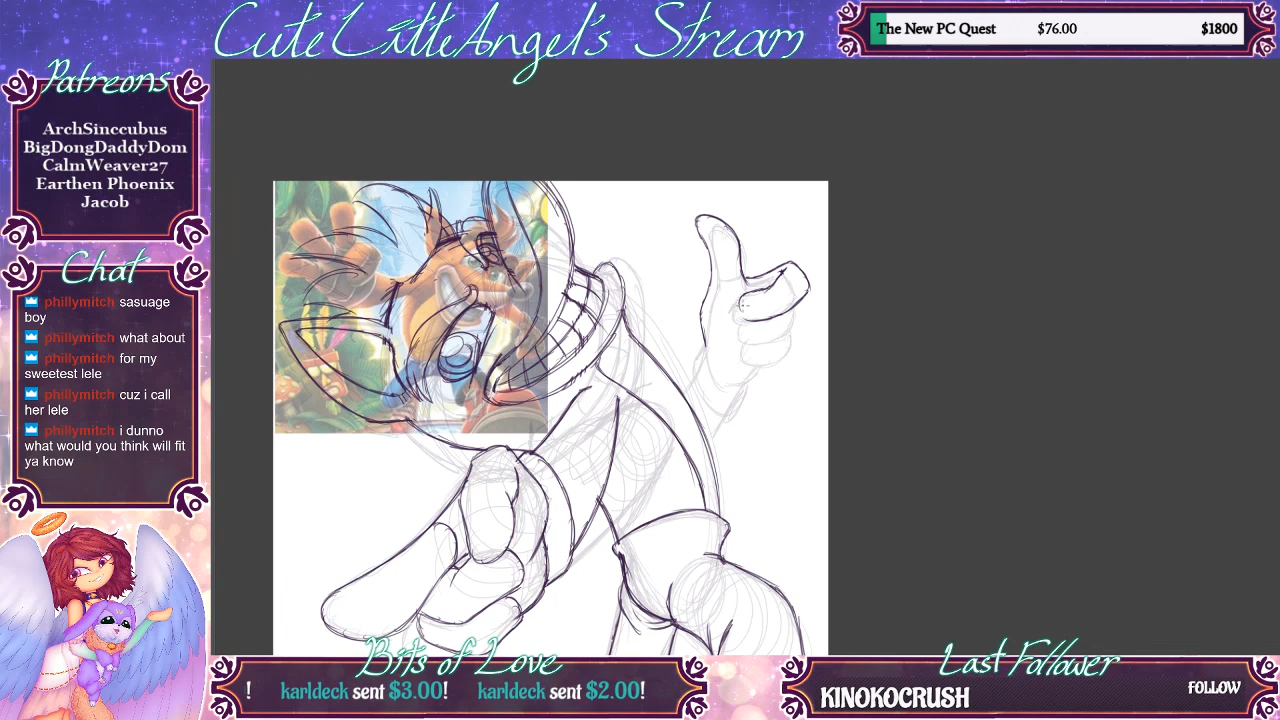 CuteLittleAngel's Stream
The New PC Quest $76.00 $1800
Patreons
ArchSinccubus
BigDongDaddyDom
CalmWeaver27
Earthen Phoenix
Jacob
Chat
phillymitch sasuage
boy
phillymitch what about
phillymitch for my
sweetest lele
phillymitch cuz i call
her lele
phillymitch i dunno
what would you think will fit
ya know
Bits of Love
! karldeck sent $3.00! karldeck sent $2.00!
Last Follower
KINOKOCRUSH FOLLOW